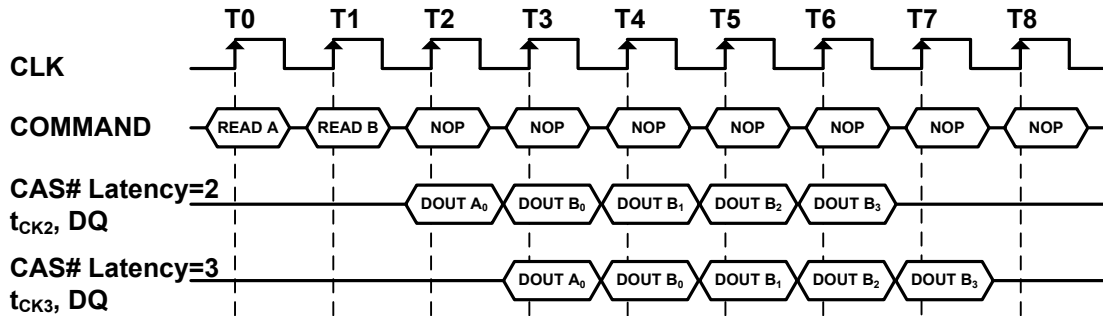 T0 T1 T2 T3 T4 T5 T6 T7 T8
CLK
COMMAND READ A READ B NOP NOP NOP NOP NOP NOP NOP
CAS# Latency=2
tCK2, DQ DOUT A0 DOUT B0 DOUT B1 DOUT B2 DOUT B3
CAS# Latency=3
tCK3, DQ DOUT A0 DOUT B0 DOUT B1 DOUT B2 DOUT B3